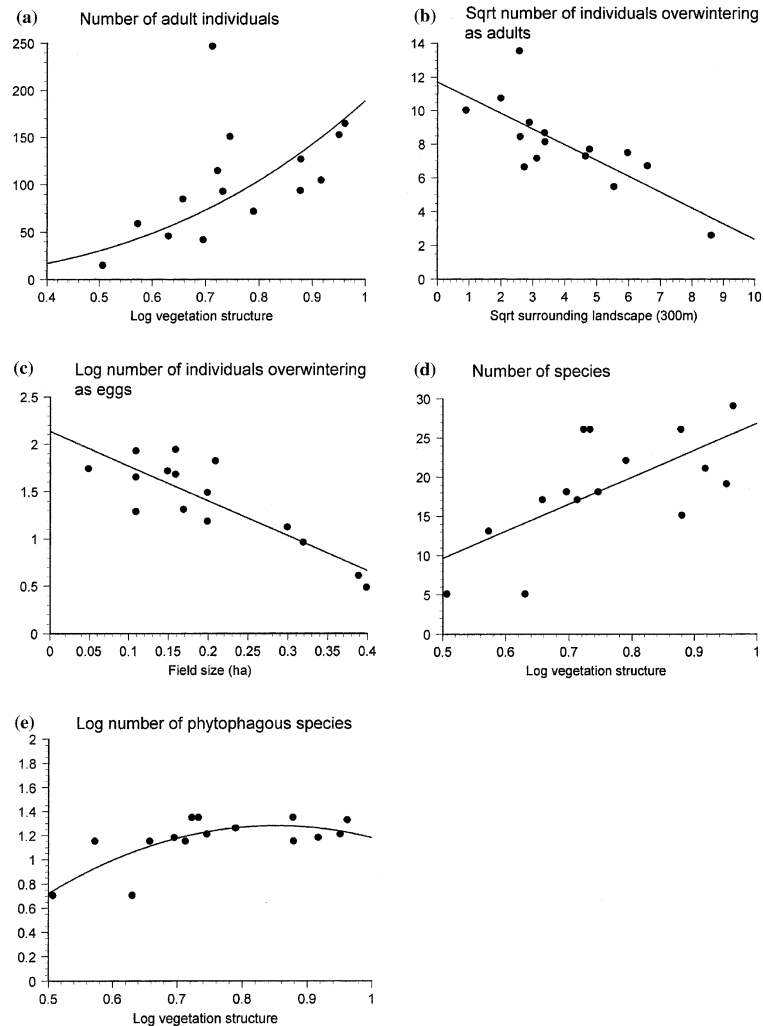 (a) Number of adult individuals
250
200
150
100
50
0
0.4 0.5 0.6 0.7 0.8 0.9 1
Log vegetation structure
(b) Sqrt number of individuals overwintering
as adults
14
12
10
8
6
4
2
0
0 1 2 3 4 5 6 7 8 9 10
Sqrt surrounding landscape (300m)
(c) Log number of individuals overwintering
as eggs
2.5
2
1.5
1
0.5
0
0 0.05 0.1 0.15 0.2 0.25 0.3 0.35 0.4
Field size (ha)
(d) Number of species
30
25
20
15
10
5
0
0.5 0.6 0.7 0.8 0.9 1
Log vegetation structure
(e) Log number of phytophagous species
2
1.8
1.6
1.4
1.2
1
0.8
0.6
0.4
0.2
0
0.5 0.6 0.7 0.8 0.9 1
Log vegetation structure